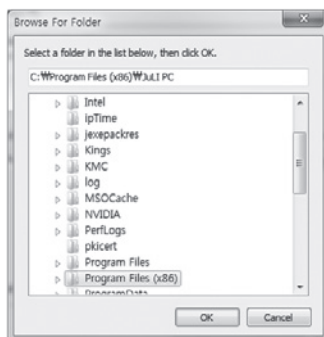 Browse For Folder
Select a folder in the list below, then click OK.
C:₩Program Files (x86)₩JuLI PC
Intel
ipTime
jexepackres
Kings
KMC
log
MSOCache
NVIDIA
PerfLogs
pkicert
Program Files
Program Files (x86)
ProgramData
OK
Cancel